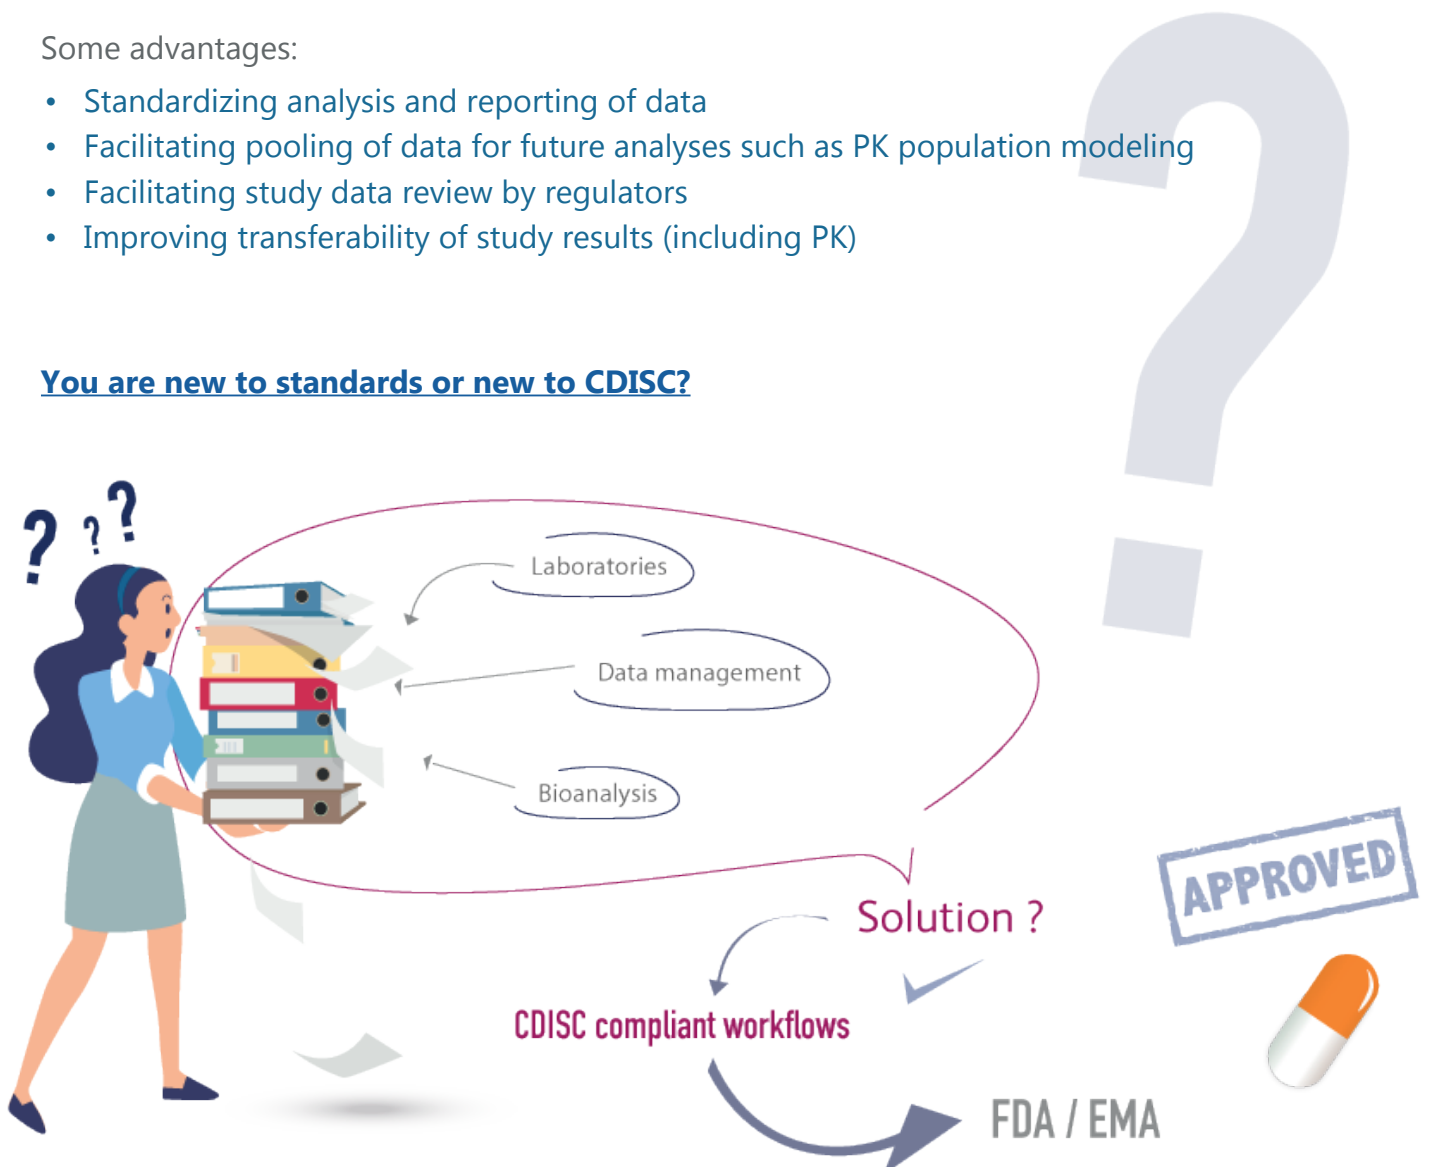 Some advantages:
• Standardizing analysis and reporting of data
• Facilitating pooling of data for future analyses such as PK population modeling
• Facilitating study data review by regulators
• Improving transferability of study results (including PK)
You are new to standards or new to CDISC?
? ? ?
?
Laboratories
Data management
Bioanalysis
Solution ?
APPROVED
CDISC compliant workflows
FDA / EMA